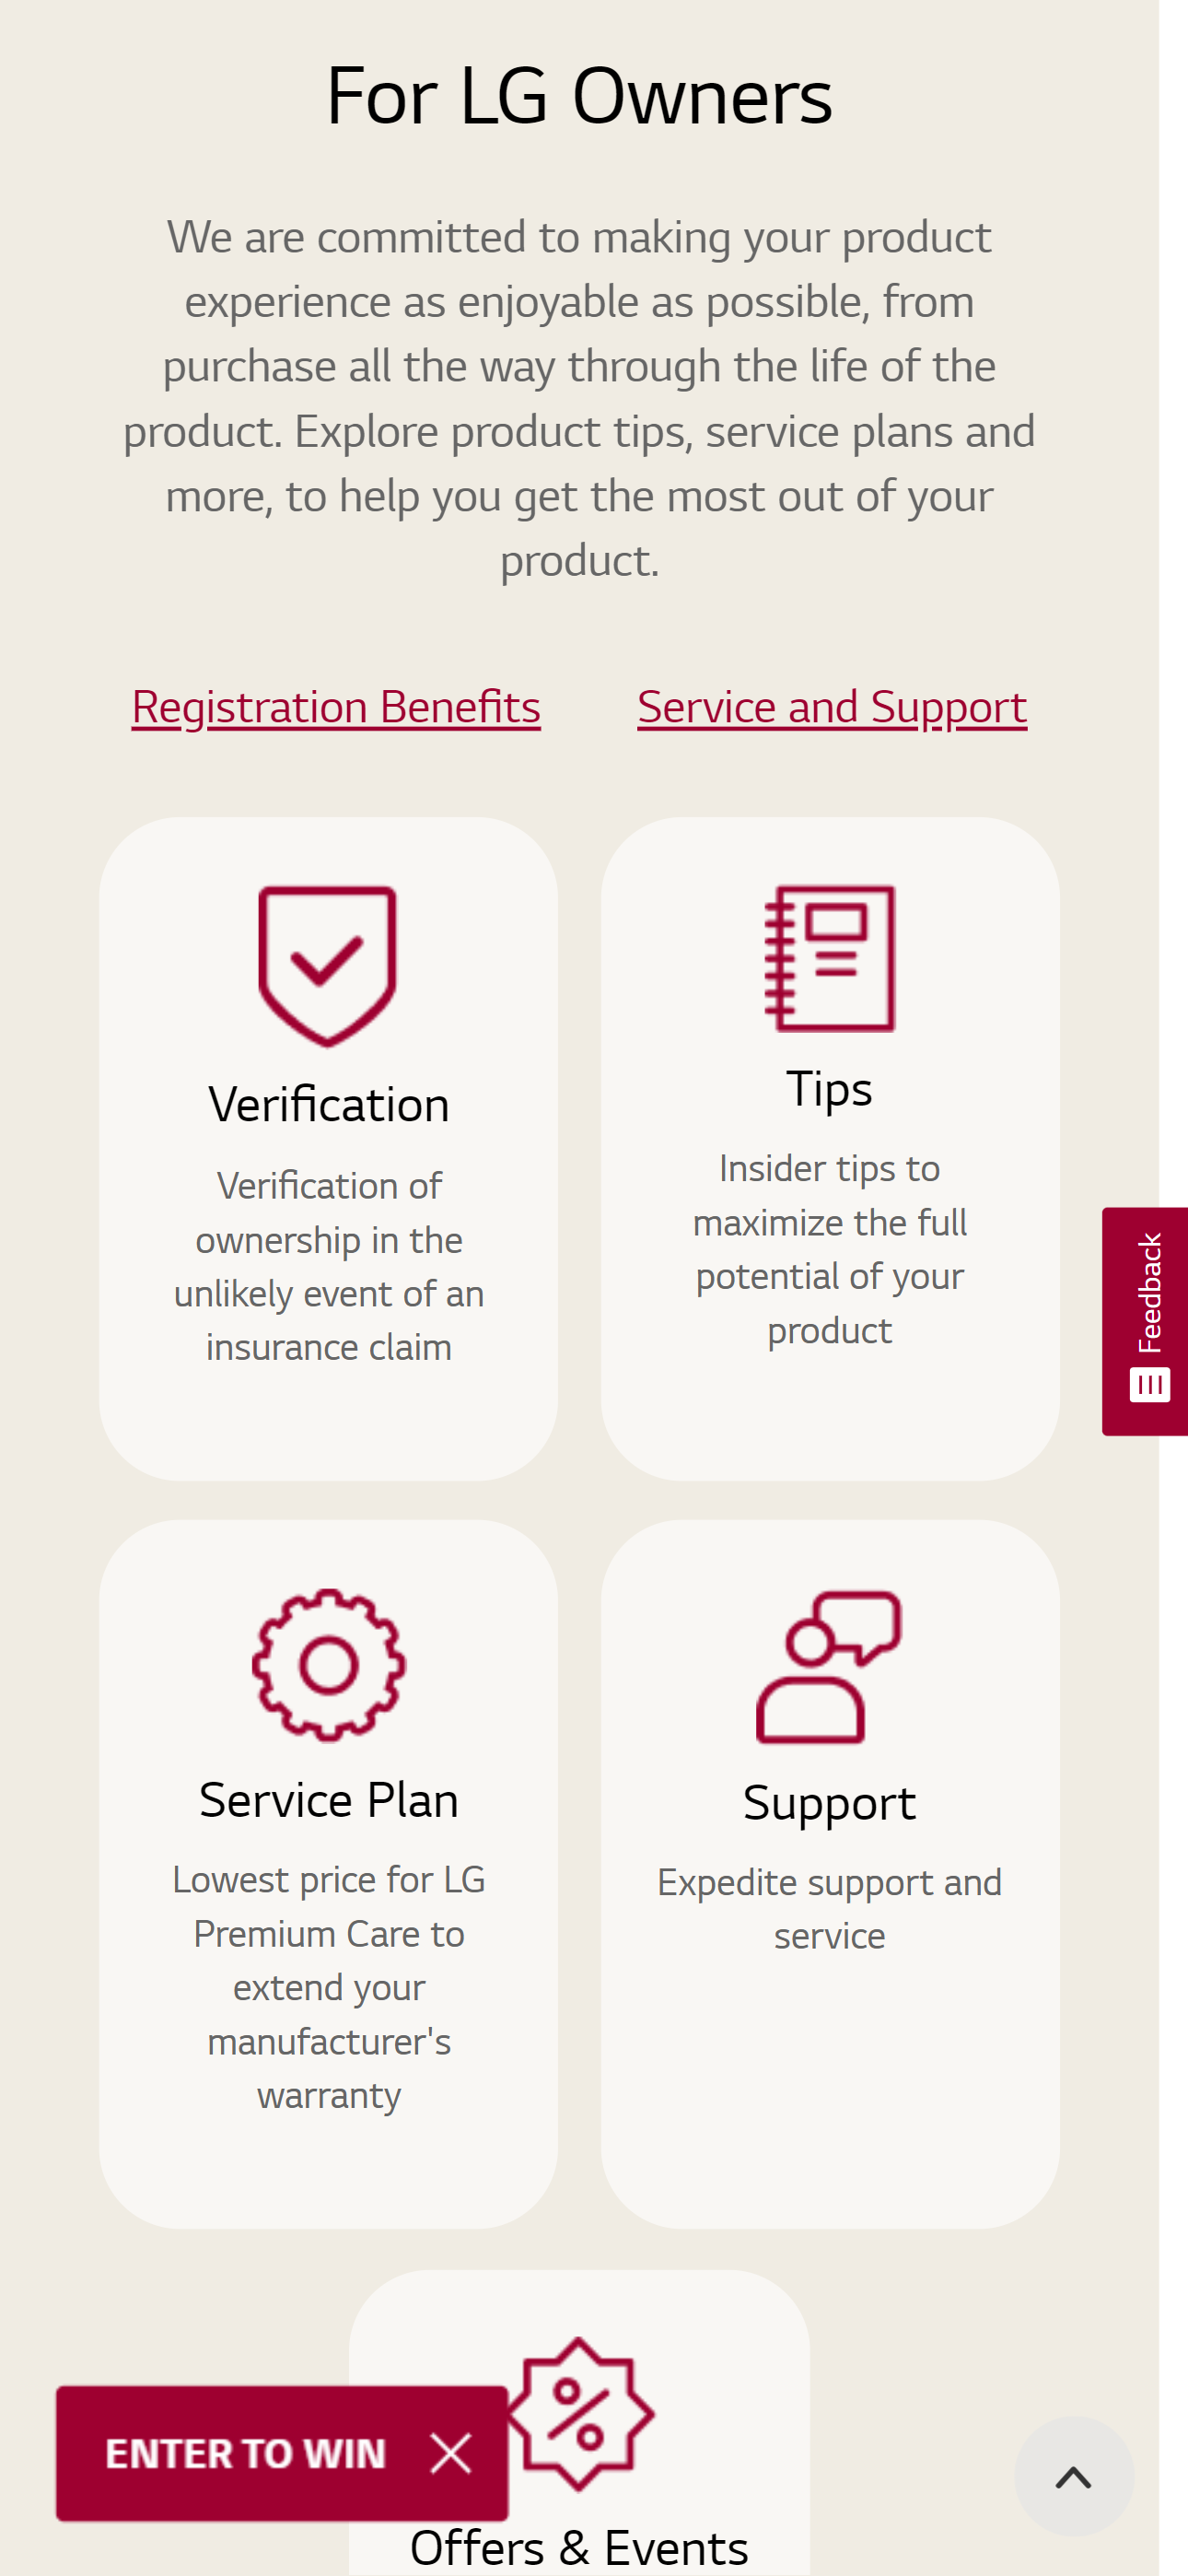 For LG Owners
We are committed to making your product
experience as enjoyable as possible, from
purchase all the way through the life of the
product. Explore product tips, service plans and
more, to help you get the most out of your
product.
Registration Benefits
Service and Support
Verification
Verification of
ownership in the
unlikely event of an
insurance claim
Tips
Insider tips to
maximize the full
potential of your
product
Feedback
Service Plan
Lowest price for LG
Premium Care to
extend your
manufacturer's
warranty
Support
Expedite support and
service
ENTER TO WIN
Offers & Events